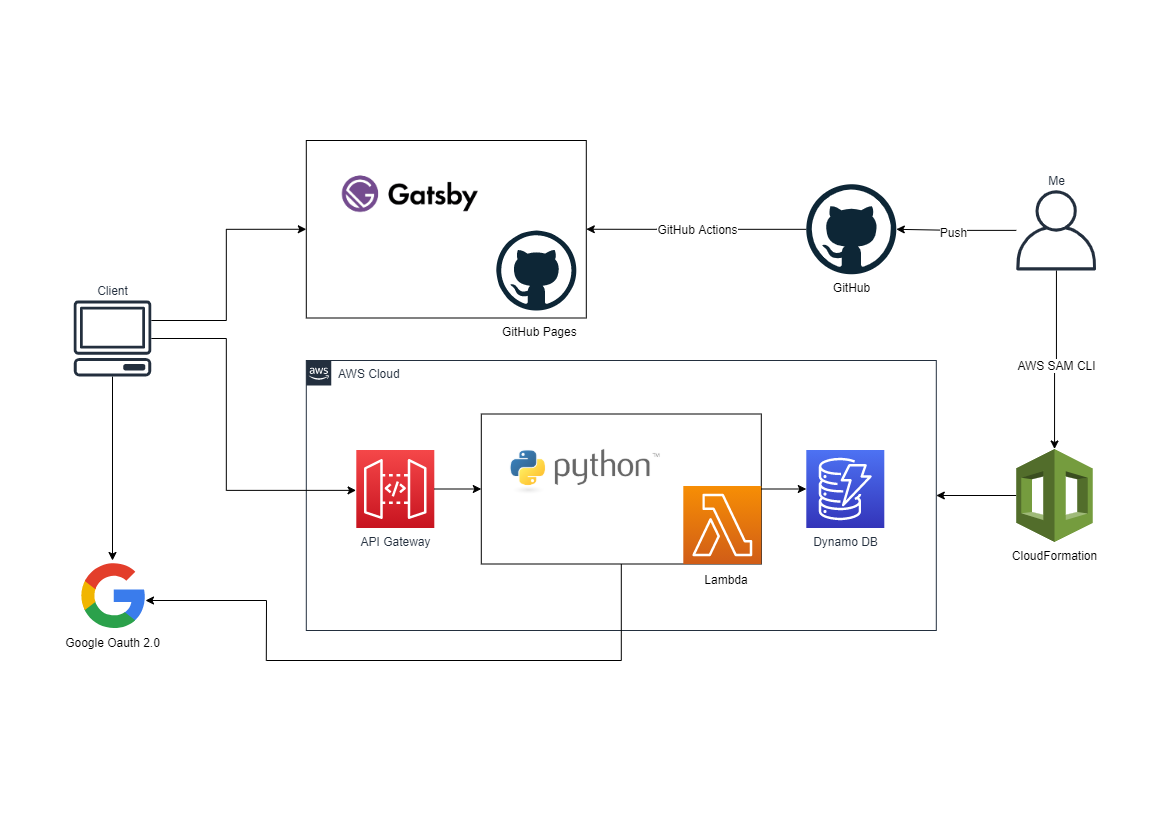 Me
Gatsby
GitHub Actions
Push
GitHub
Client
GitHub Pages
aws
AWS Cloud
AWS SAM CLI
python™
</>
API Gateway
Dynamo DB
CloudFormation
Lambda
Google Oauth 2.0